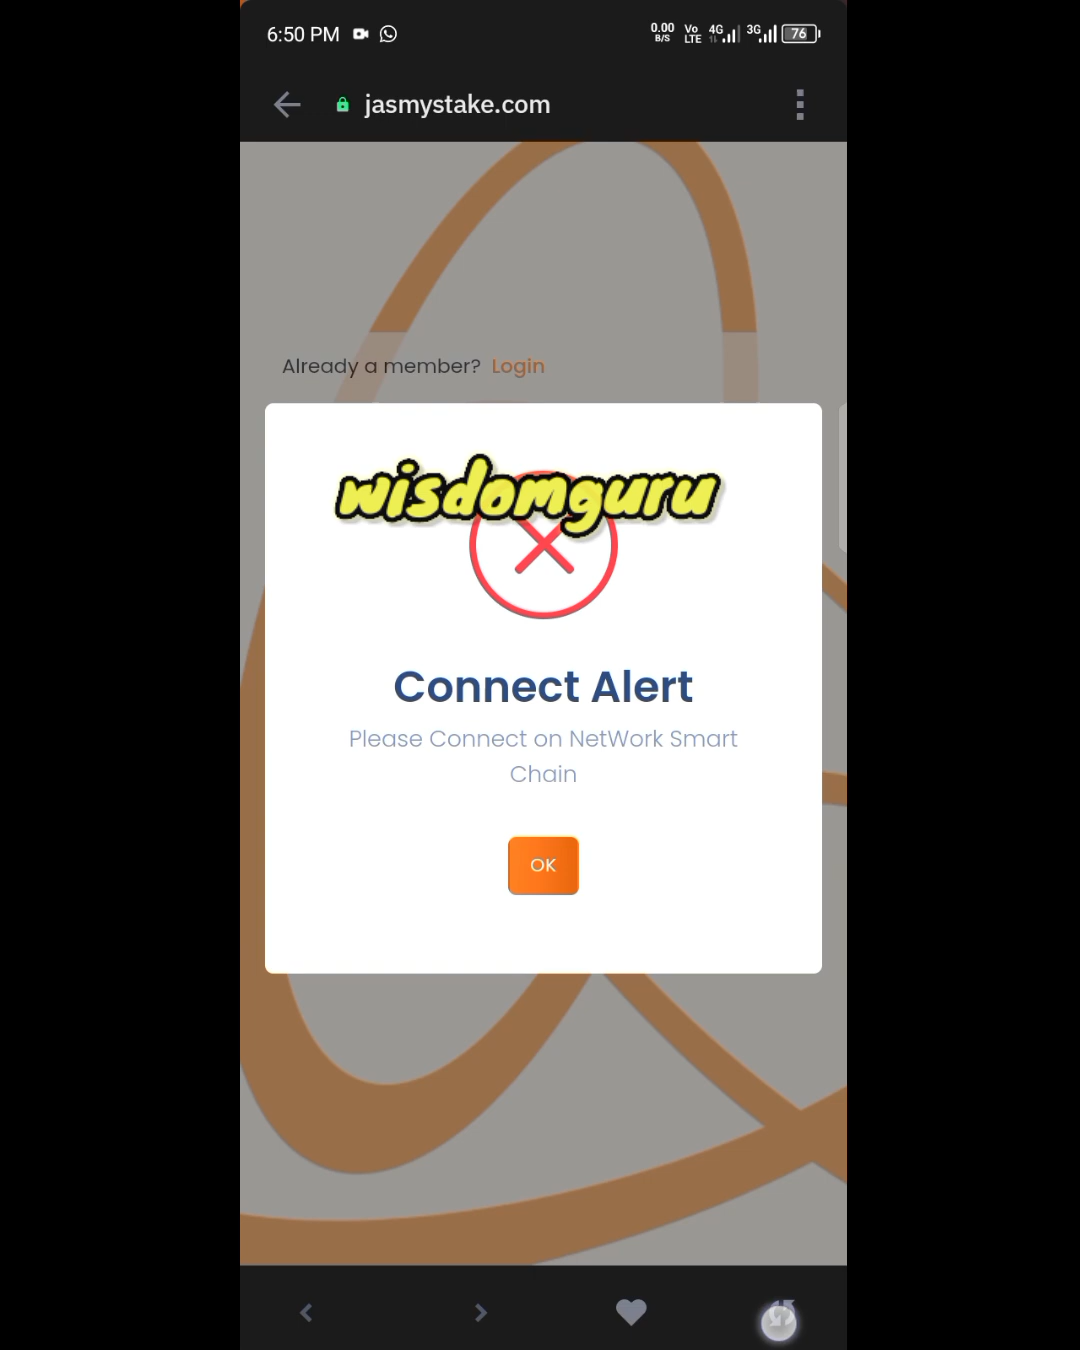 6:50 PM
0.00 B/S Vo LTE 4G 3G 76
jasmystake.com
Already a member? Login
wisdomguru
Connect Alert
Please Connect on NetWork Smart
Chain
OK